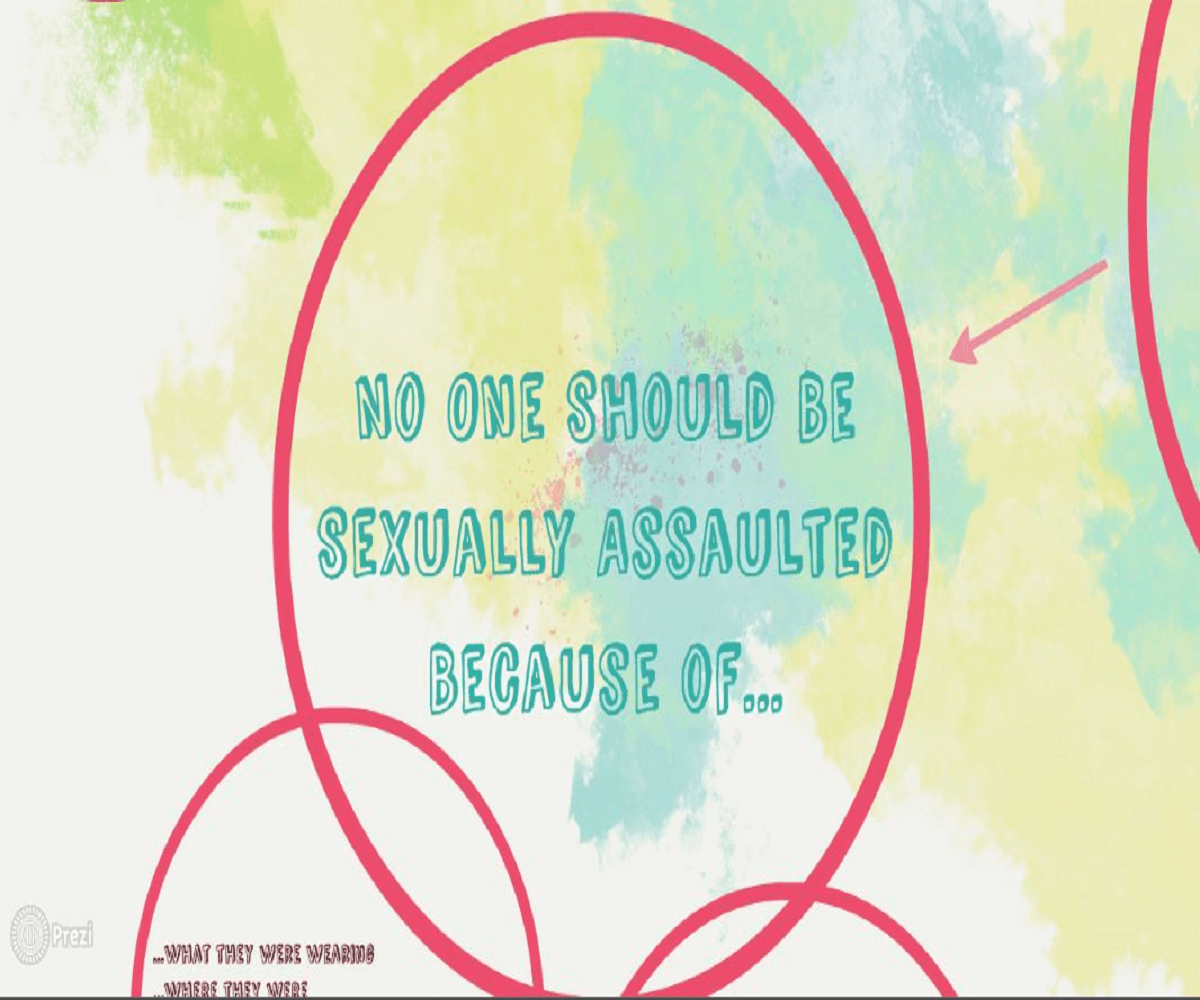 NO ONE SHOULD BE
SEXUALLY ASSAULTED
BECAUSE OF...
...WHAT THEY WERE WEARING
...WHERE THEY WERE
Prezi